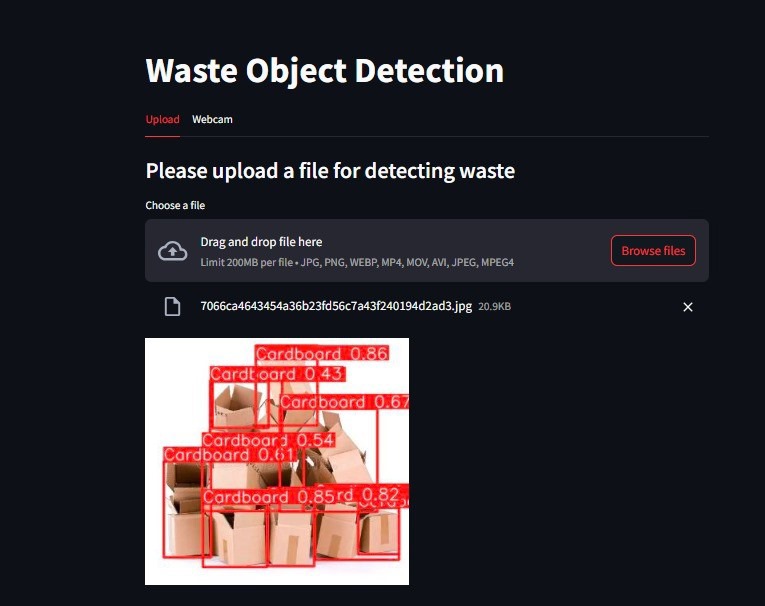 Waste Object Detection
Upload Webcam
Please upload a file for detecting waste
Choose a file
Drag and drop file here
Limit 200MB per file • JPG, PNG, WEBP, MP4, MOV, AVI, JPEG, MPEG4
Browse files
7066ca4643454a36b23fd56c7a43f240194d2ad3.jpg 20.9KB
Cardboard 0.86
Cardboard 0.43
Cardboard 0.67
Cardboard 0.54
Cardboard 0.61
Cardboard 0.85
rd 0.82